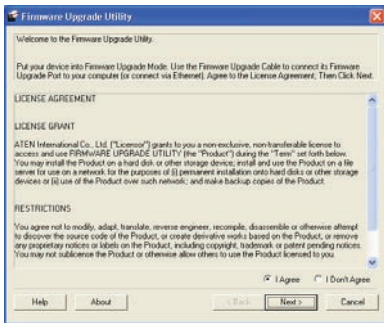 Firmware Upgrade Utility
Welcome to the Firmware Upgrade Utility.
Put your device into Firmware Upgrade Mode. Use the Firmware Upgrade Cable to connect its Firmware
Upgrade Port to your computer (or connect via Ethernet). Agree to the License Agreement; Then Click Next.
LICENSE AGREEMENT
LICENSE GRANT
ATEN International Co., Ltd. ("Licensor") grants to you a non-exclusive, non-transferable license to
access and use FIRMWARE UPGRADE UTILITY (the "Product") during the "Term" set forth below.
You may install the Product on a hard disk or other storage device; install and use the Product on a file
server for use on a network for the purposes of (i) permanent installation onto hard disks or other storage
devices or (ii) use of the Product over such network; and make backup copies of the Product.
RESTRICTIONS
You agree not to modify, adapt, translate, reverse engineer, recompile, disassemble or otherwise attempt
to discover the source code of the Product, or create derivative works based on the Product, or remove
any proprietary notices or labels on the Product, including copyright, trademark or patent pending notices.
You may not sublicense the Product or otherwise allow others to use the Product licensed to you.
I Agree I Don't Agree
Help About < Back Next > Cancel